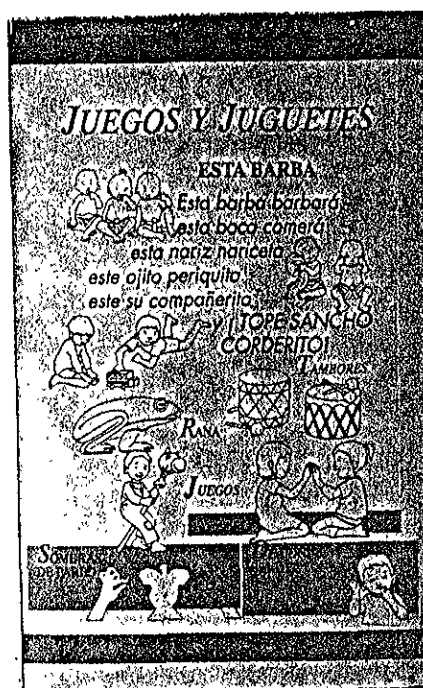 JUEGOS Y JUGUETES
ESTA BARBA
Esta barba barbará,
esta boca comerá,
esta nariz nariceta,
este ojito periquito,
este su compañerito,
y ¡ TOPE SANCHO
CORDERITO!
TAMBORES
RANA
JUEGOS
SOMBRAS